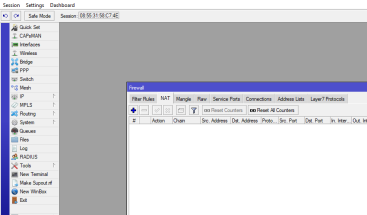 Session Settings Dashboard
Safe Mode Session: 08:55:31:58:C7:4E
Quick Set
CAPsMAN
Interfaces
Wireless
Bridge
PPP
Switch
Mesh
IP
MPLS
Routing
System
Queues
Files
Log
RADIUS
Tools
New Terminal
Make Supout.rif
New WinBox
Exit
Firewall
Filter Rules NAT Mangle Raw Service Ports Connections Address Lists Layer7 Protocols
Reset Counters Reset All Counters
# Action Chain Src. Address Dst. Address Proto... Src. Port Dst. Port In. Inter... Out. Int